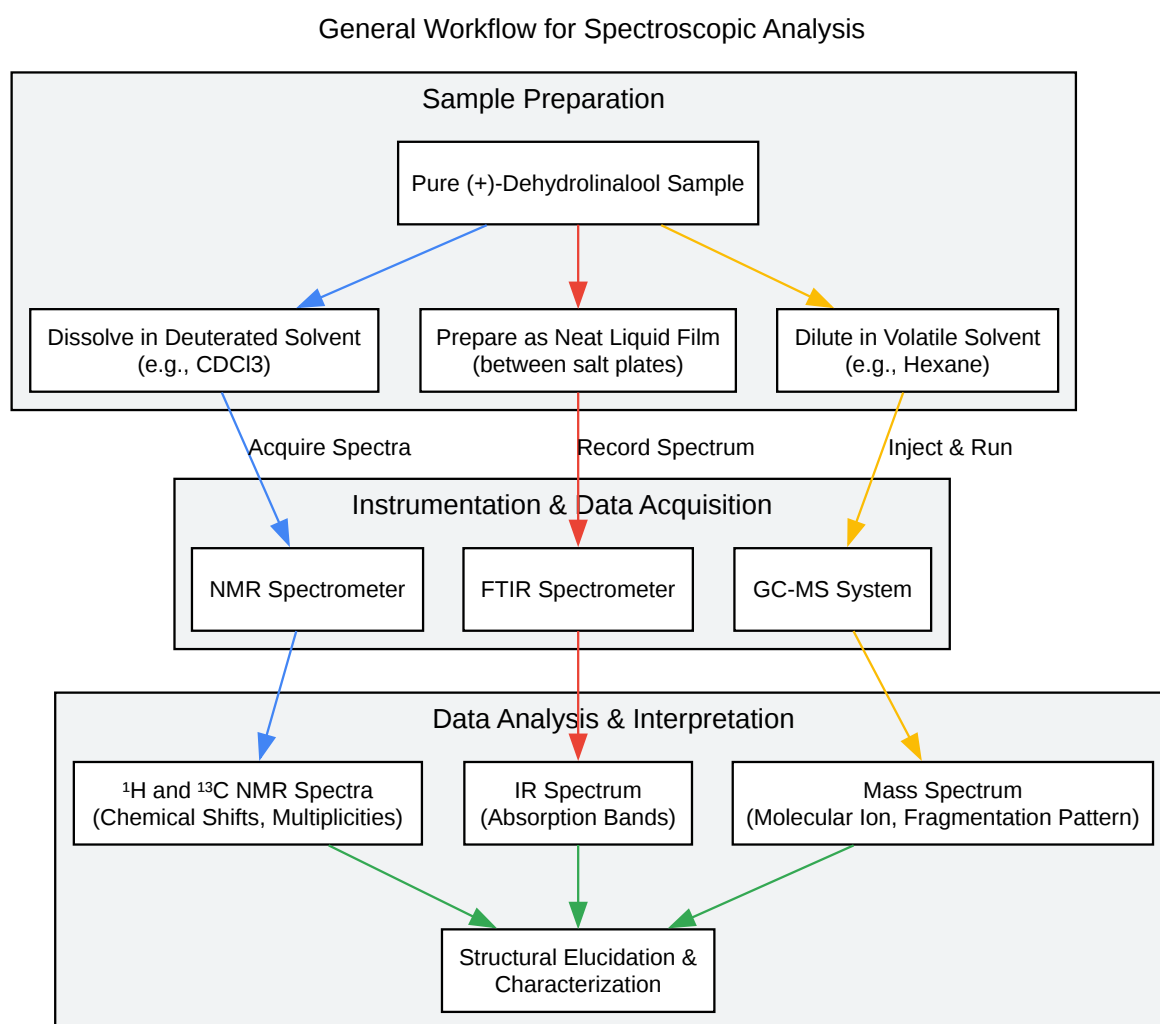 General Workflow for Spectroscopic Analysis
Sample Preparation
Pure (+)-Dehydrolinalool Sample
Dissolve in Deuterated Solvent
(e.g., CDCl3)
Prepare as Neat Liquid Film
(between salt plates)
Dilute in Volatile Solvent
(e.g., Hexane)
Acquire Spectra
Record Spectrum
Inject & Run
Instrumentation & Data Acquisition
NMR Spectrometer
FTIR Spectrometer
GC-MS System
Data Analysis & Interpretation
¹H and ¹³C NMR Spectra
(Chemical Shifts, Multiplicities)
IR Spectrum
(Absorption Bands)
Mass Spectrum
(Molecular Ion, Fragmentation Pattern)
Structural Elucidation &
Characterization